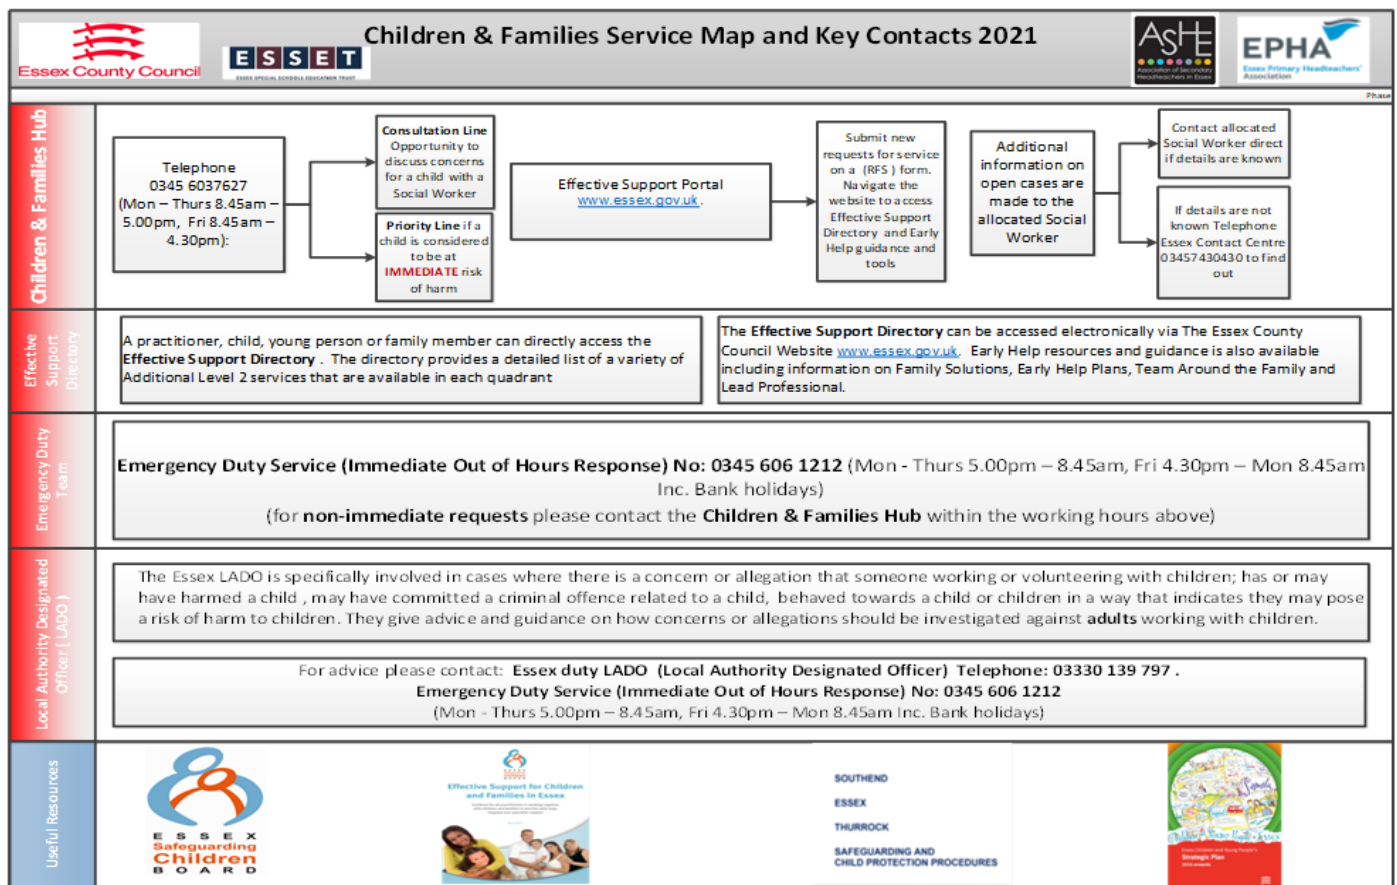 Essex County Council
ESSET
ESSEX SPECIAL SCHOOLS EDUCATION TRUST
Children & Families Service Map and Key Contacts 2021
ASHE
Association of Secondary
Headteachers in Essex
EPHA
Essex Primary Headteachers'
Association
Phase
Children & Families Hub
Telephone
0345 6037627
(Mon – Thurs 8.45am –
5.00pm, Fri 8.45am –
4.30pm):
Consultation Line
Opportunity to
discuss concerns
for a child with a
Social Worker
Priority Line if a
child is considered
to be at
IMMEDIATE risk
of harm
Effective Support Portal
www.essex.gov.uk .
Submit new
requests for service
on a (RFS ) form.
Navigate the
website to access
Effective Support
Directory and Early
Help guidance and
tools
Additional
information on
open cases are
made to the
allocated Social
Worker
Contact allocated
Social Worker direct
if details are known
If details are not
known Telephone
Essex Contact Centre
03457430430 to find
out
Effective
Support
Directory
A practitioner, child, young person or family member can directly access the
Effective Support Directory . The directory provides a detailed list of a variety of
Additional Level 2 services that are available in each quadrant
The Effective Support Directory can be accessed electronically via The Essex County
Council Website www.essex.gov.uk. Early Help resources and guidance is also available
including information on Family Solutions, Early Help Plans, Team Around the Family and
Lead Professional.
Emergency Duty
Team
Emergency Duty Service (Immediate Out of Hours Response) No: 0345 606 1212 (Mon - Thurs 5.00pm – 8.45am, Fri 4.30pm – Mon 8.45am
Inc. Bank holidays)
(for non-immediate requests please contact the Children & Families Hub within the working hours above)
Local Authority Designated
Officer ( LADO )
The Essex LADO is specifically involved in cases where there is a concern or allegation that someone working or volunteering with children; has or may
have harmed a child , may have committed a criminal offence related to a child, behaved towards a child or children in a way that indicates they may pose
a risk of harm to children. They give advice and guidance on how concerns or allegations should be investigated against adults working with children.
For advice please contact: Essex duty LADO (Local Authority Designated Officer) Telephone: 03330 139 797 .
Emergency Duty Service (Immediate Out of Hours Response) No: 0345 606 1212
(Mon - Thurs 5.00pm – 8.45am, Fri 4.30pm – Mon 8.45am Inc. Bank holidays)
Useful Resources
ESSEX
Safeguarding
Children
BOARD
Effective Support for Children
and Families in Essex
SOUTHEND
ESSEX
THURROCK
SAFEGUARDING AND
CHILD PROTECTION PROCEDURES
Essex Children and Young People's
Strategic Plan